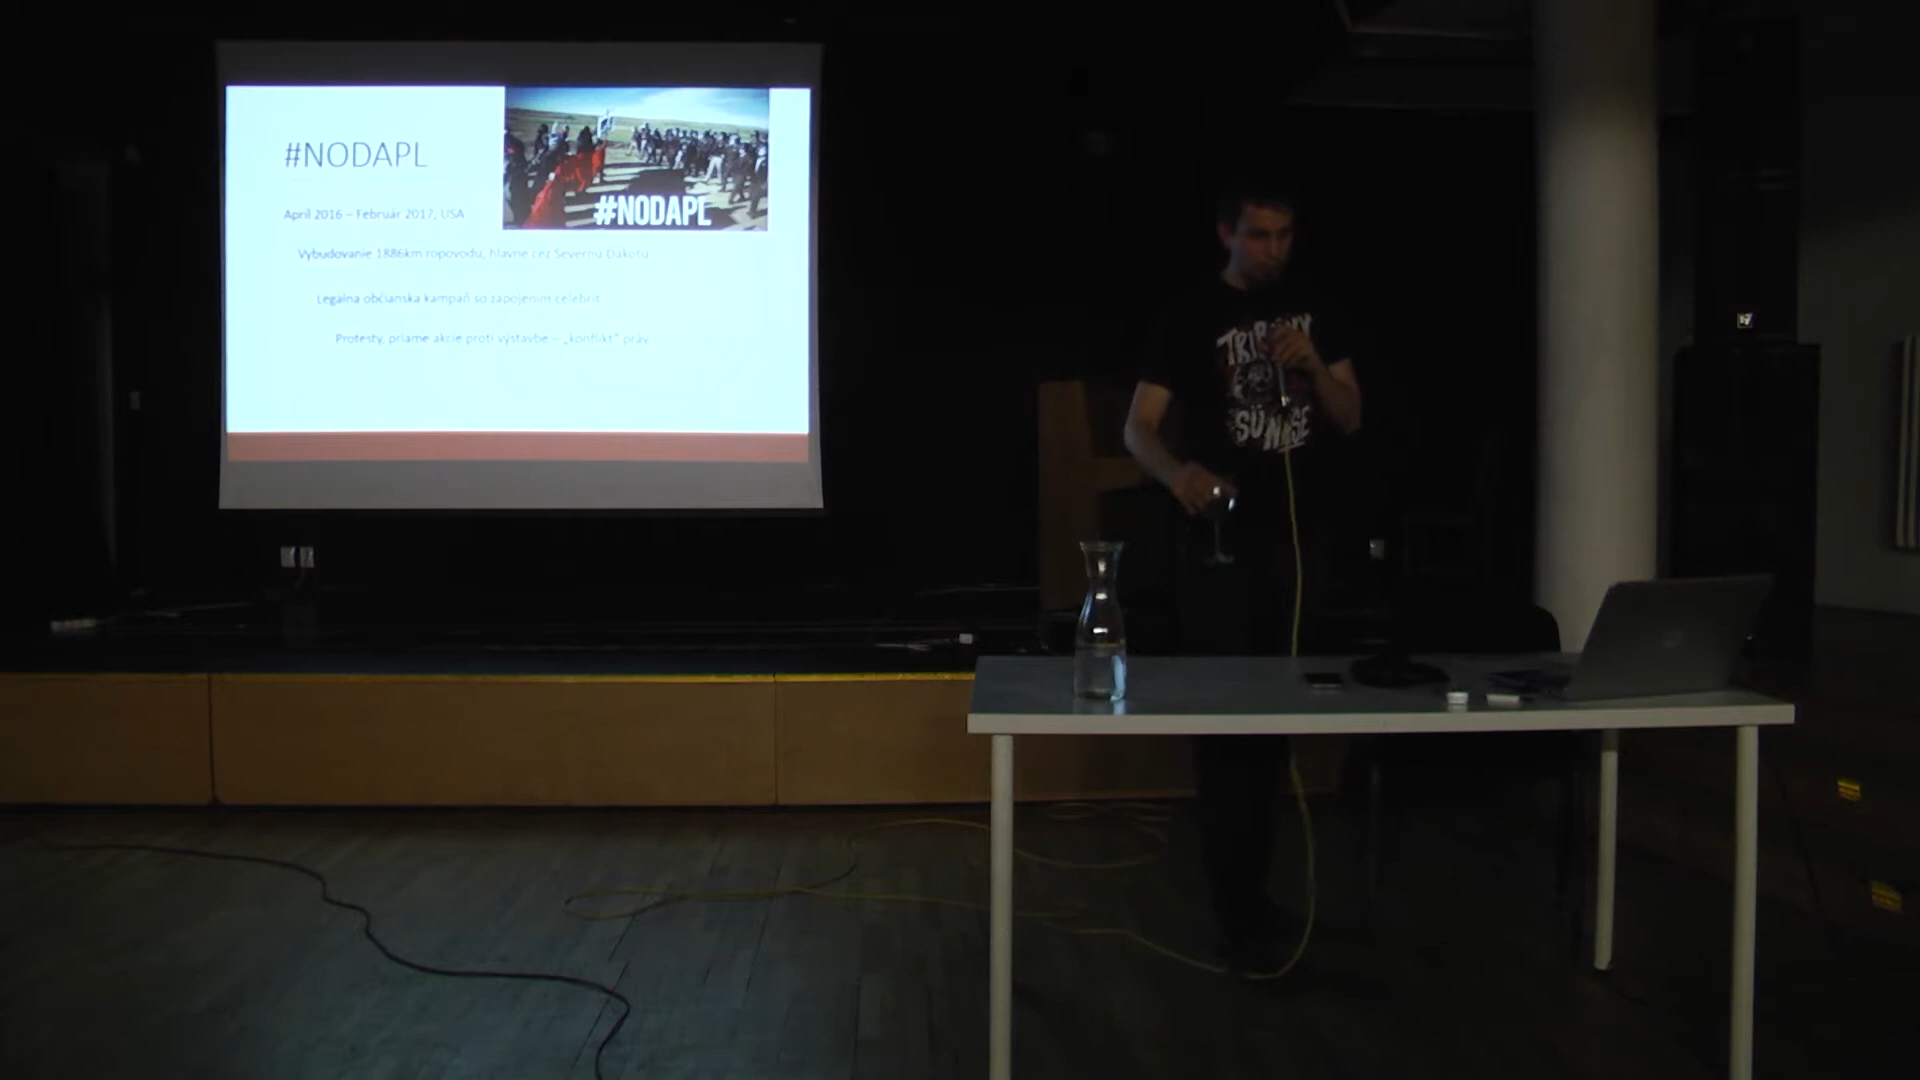 #NODAPL
#NODAPL
April 2016 – Február 2017, USA
Vybudovanie 1886km ropovodu, hlavne cez Severnú Dakotu
Legálna občianska kampaň so zapojením celebrít
Protesty, priame akcie proti výstavbe – „konflikt“ práv
SÜNRISE